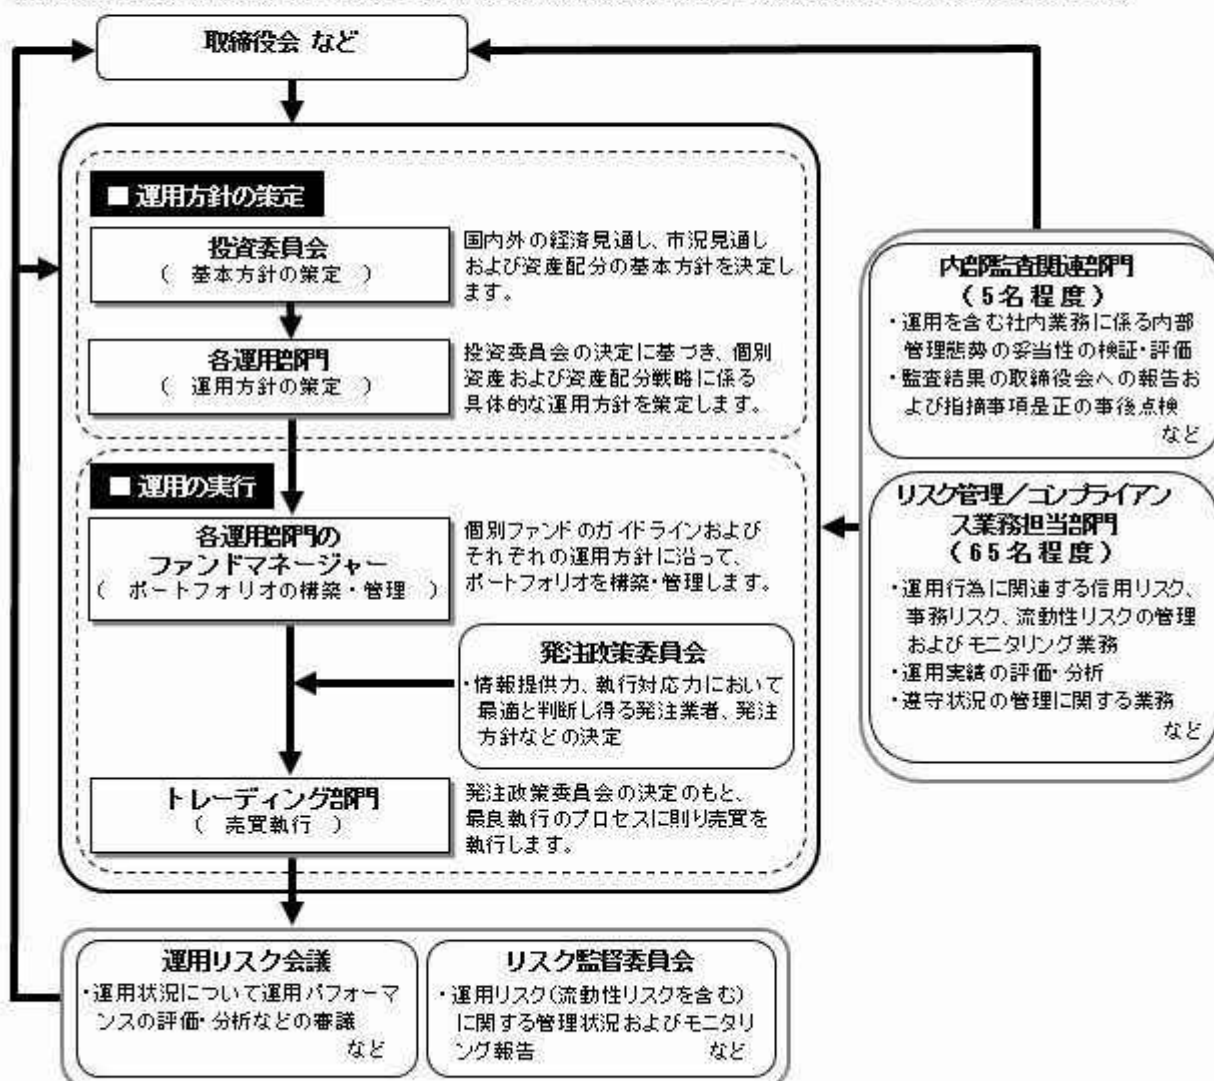 取締役会 など
■ 運用方針の策定
投資委員会
（ 基本方針の策定 ）
国内外の経済見通し、市況見通し
および資産配分の基本方針を決定し
ます。
各運用部門
（ 運用方針の策定 ）
投資委員会の決定に基づき、個別
資産および資産配分戦略に係る
具体的な運用方針を策定します。
■ 運用の実行
各運用部門の
ファンドマネージャー
（ ポートフォリオの構築・管理 ）
個別ファンドのガイドラインおよび
それぞれの運用方針に沿って、
ポートフォリオを構築・管理します。
発注政策委員会
・情報提供力、執行対応力において
最適と判断し得る発注業者、発注
方針などの決定
トレーディング部門
（ 売買執行 ）
発注政策委員会の決定のもと、
最良執行のプロセスに則り売買を
執行します。
内部監査関連部門
（5名程度）
・運用を含む社内業務に係る内部
管理態勢の妥当性の検証・評価
・監査結果の取締役会への報告お
よび指摘事項是正の事後点検
など
リスク管理／コンプライアン
ス業務担当部門
（65名程度）
・運用行為に関連する信用リスク、
事務リスク、流動性リスクの管理
およびモニタリング業務
・運用実績の評価・分析
・遵守状況の管理に関する業務
など
運用リスク会議
・運用状況について運用パフォーマ
ンスの評価・分析などの審議
など
リスク監督委員会
・運用リスク（流動性リスクを含む）
に関する管理状況およびモニタリ
ング報告 など